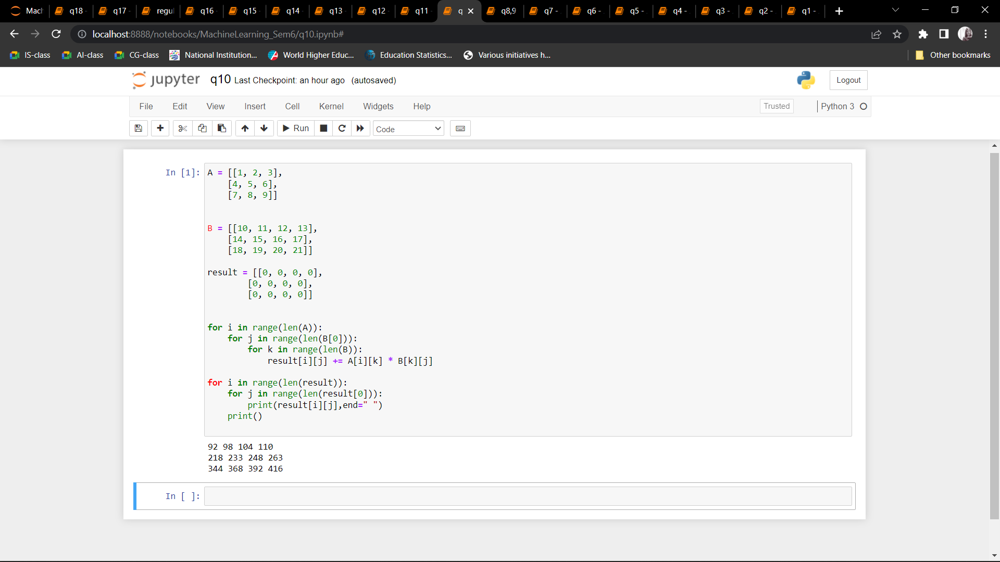 Mach q18 - q17 - regul q16 - q15 - q14 - q13 - q12 - q11 - q q8,9 q7 - q6 - q5 - q4 - q3 - q2 - q1 -
localhost:8888/notebooks/MachineLearning_Sem6/q10.ipynb#
IS-class AI-class CG-class National Institution... World Higher Educ... Education Statistics... Various initiatives h... Other bookmarks
jupyter q10 Last Checkpoint: an hour ago (autosaved) Logout
File Edit View Insert Cell Kernel Widgets Help Trusted Python 3
Run Code
In [1]: A = [[1, 2, 3],
    [4, 5, 6],
    [7, 8, 9]]
B = [[10, 11, 12, 13],
    [14, 15, 16, 17],
    [18, 19, 20, 21]]
result = [[0, 0, 0, 0],
        [0, 0, 0, 0],
        [0, 0, 0, 0]]
for i in range(len(A)):
    for j in range(len(B[0])):
        for k in range(len(B)):
            result[i][j] += A[i][k] * B[k][j]
for i in range(len(result)):
    for j in range(len(result[0])):
        print(result[i][j],end=" ")
    print()
92 98 104 110
218 233 248 263
344 368 392 416
In [ ]: